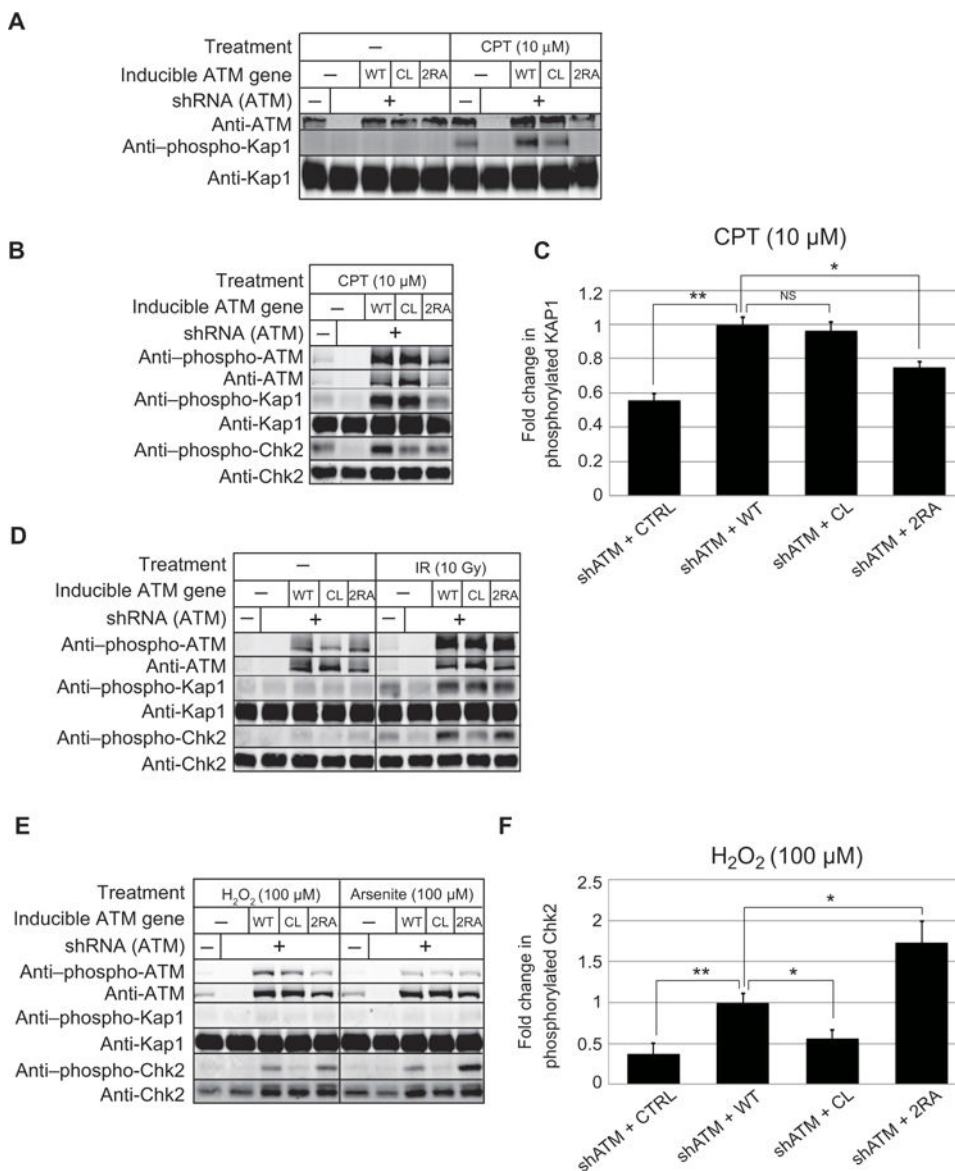 A
Treatment – CPT (10 μM)
Inducible ATM gene – WT CL 2RA – WT CL 2RA
shRNA (ATM) – + – +
Anti-ATM
Anti–phospho-Kap1
Anti-Kap1
B
Treatment CPT (10 μM)
Inducible ATM gene – WT CL 2RA
shRNA (ATM) – +
Anti–phospho-ATM
Anti-ATM
Anti–phospho-Kap1
Anti-Kap1
Anti–phospho-Chk2
Anti-Chk2
C
CPT (10 μM)
Fold change in
phosphorylated KAP1
1.2
1
0.8
0.6
0.4
0.2
0
** NS *
shATM + CTRL
shATM + WT
shATM + CL
shATM + 2RA
D
Treatment – IR (10 Gy)
Inducible ATM gene – WT CL 2RA – WT CL 2RA
shRNA (ATM) – + – +
Anti–phospho-ATM
Anti-ATM
Anti–phospho-Kap1
Anti-Kap1
Anti–phospho-Chk2
Anti-Chk2
E
Treatment H₂O₂ (100 μM) Arsenite (100 μM)
Inducible ATM gene – WT CL 2RA – WT CL 2RA
shRNA (ATM) – + – +
Anti–phospho-ATM
Anti-ATM
Anti–phospho-Kap1
Anti-Kap1
Anti–phospho-Chk2
Anti-Chk2
F
H₂O₂ (100 μM)
Fold change in
phosphorylated Chk2
2.5
2
1.5
1
0.5
0
** * *
shATM + CTRL
shATM + WT
shATM + CL
shATM + 2RA